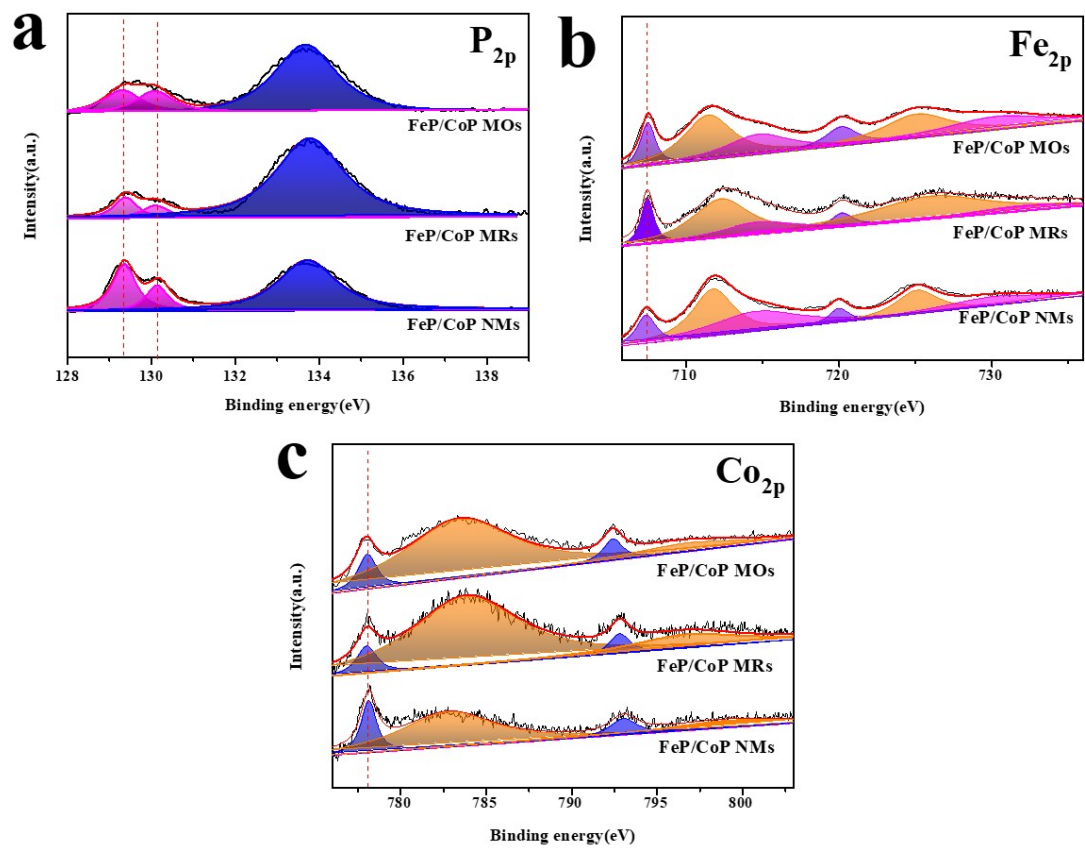 a
P2p
Intensity(a.u.)
FeP/CoP MOs
FeP/CoP MRs
FeP/CoP NMs
128 130 132 134 136 138
Binding energy(eV)
b
Fe2p
Intensity(a.u.)
FeP/CoP MOs
FeP/CoP MRs
FeP/CoP NMs
710 720 730
Binding energy(eV)
c
Co2p
Intensity(a.u.)
FeP/CoP MOs
FeP/CoP MRs
FeP/CoP NMs
780 785 790 795 800
Binding energy(eV)